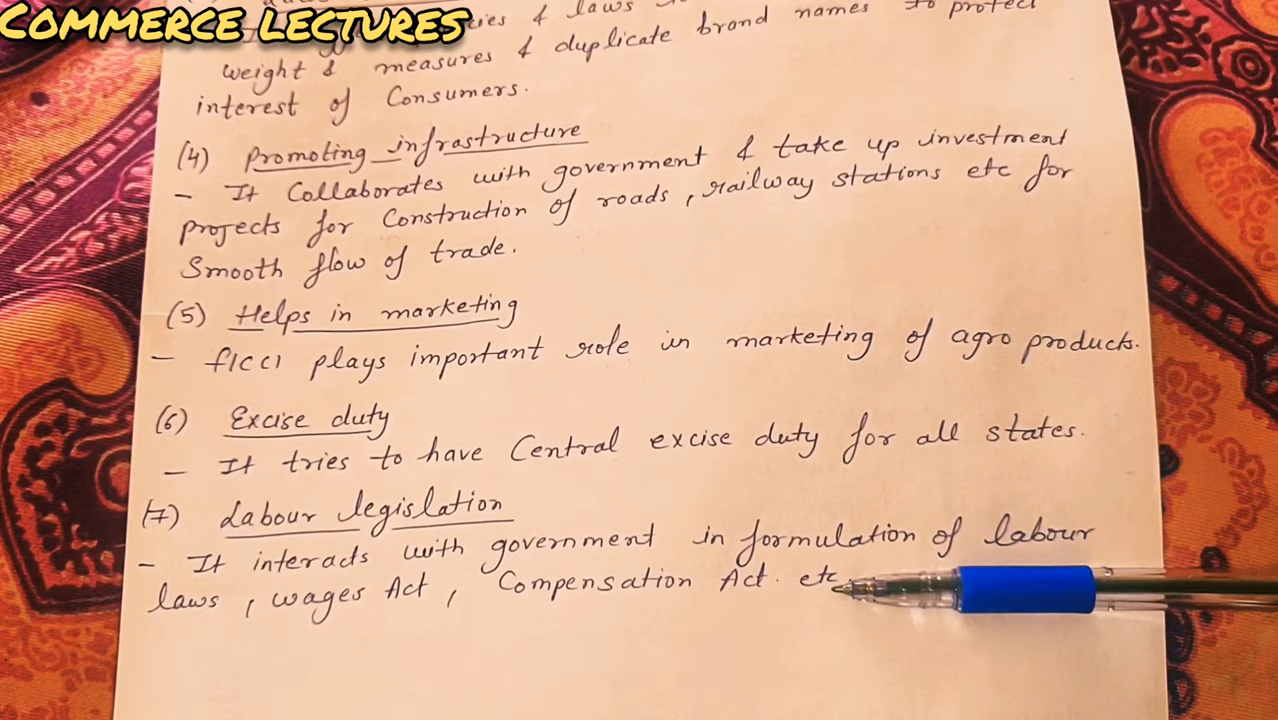 COMMERCE LECTURES
& laws
weight & measures & duplicate brand names to protect
interest of Consumers.
(4) Promoting infrastructure
- It Collaborates with government & take up investment
projects for Construction of roads, railway stations etc for
Smooth flow of trade.
(5) Helps in marketing
- FICCI plays important role in marketing of agro products.
(6) Excise duty
- It tries to have Central excise duty for all states.
(7) Labour legislation
- It interacts with government in formulation of labour
laws, wages Act, Compensation Act. etc